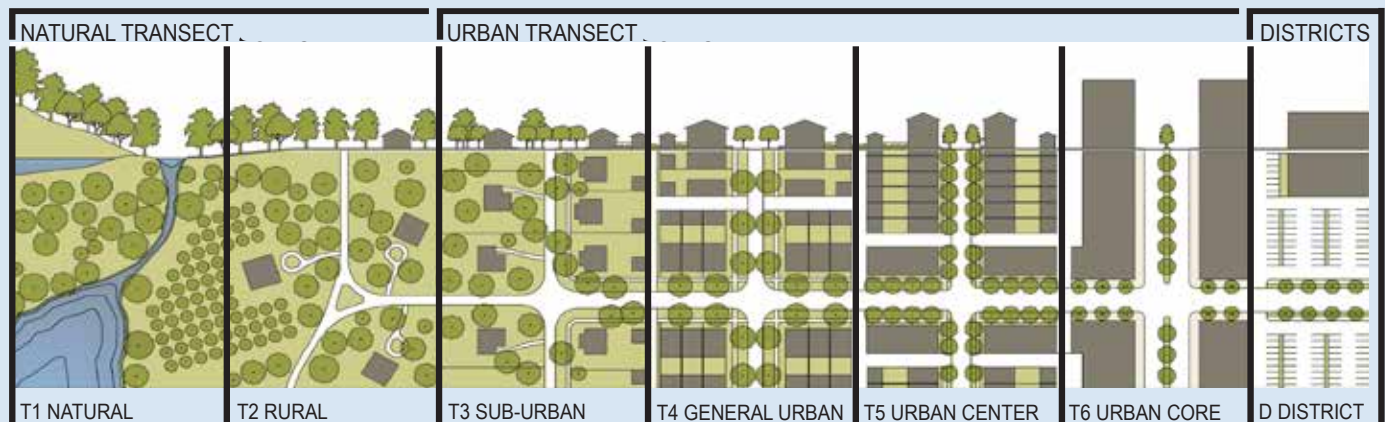 NATURAL TRANSECT
URBAN TRANSECT
DISTRICTS
T1 NATURAL
T2 RURAL
T3 SUB-URBAN
T4 GENERAL URBAN
T5 URBAN CENTER
T6 URBAN CORE
D DISTRICT